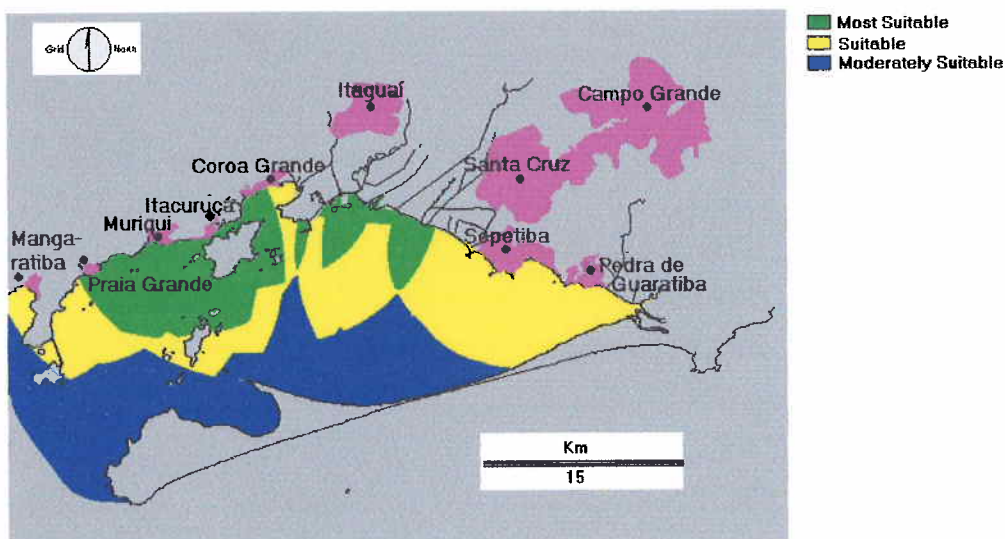 Grid North
Most Suitable
Suitable
Moderately Suitable
Itaguaí
Campo Grande
Coroa Grande
Santa Cruz
Itacuruçá
Muriqui
Manga-
ratiba
Sepetiba
Praia Grande
Pedra de
Guaratiba
Km
15